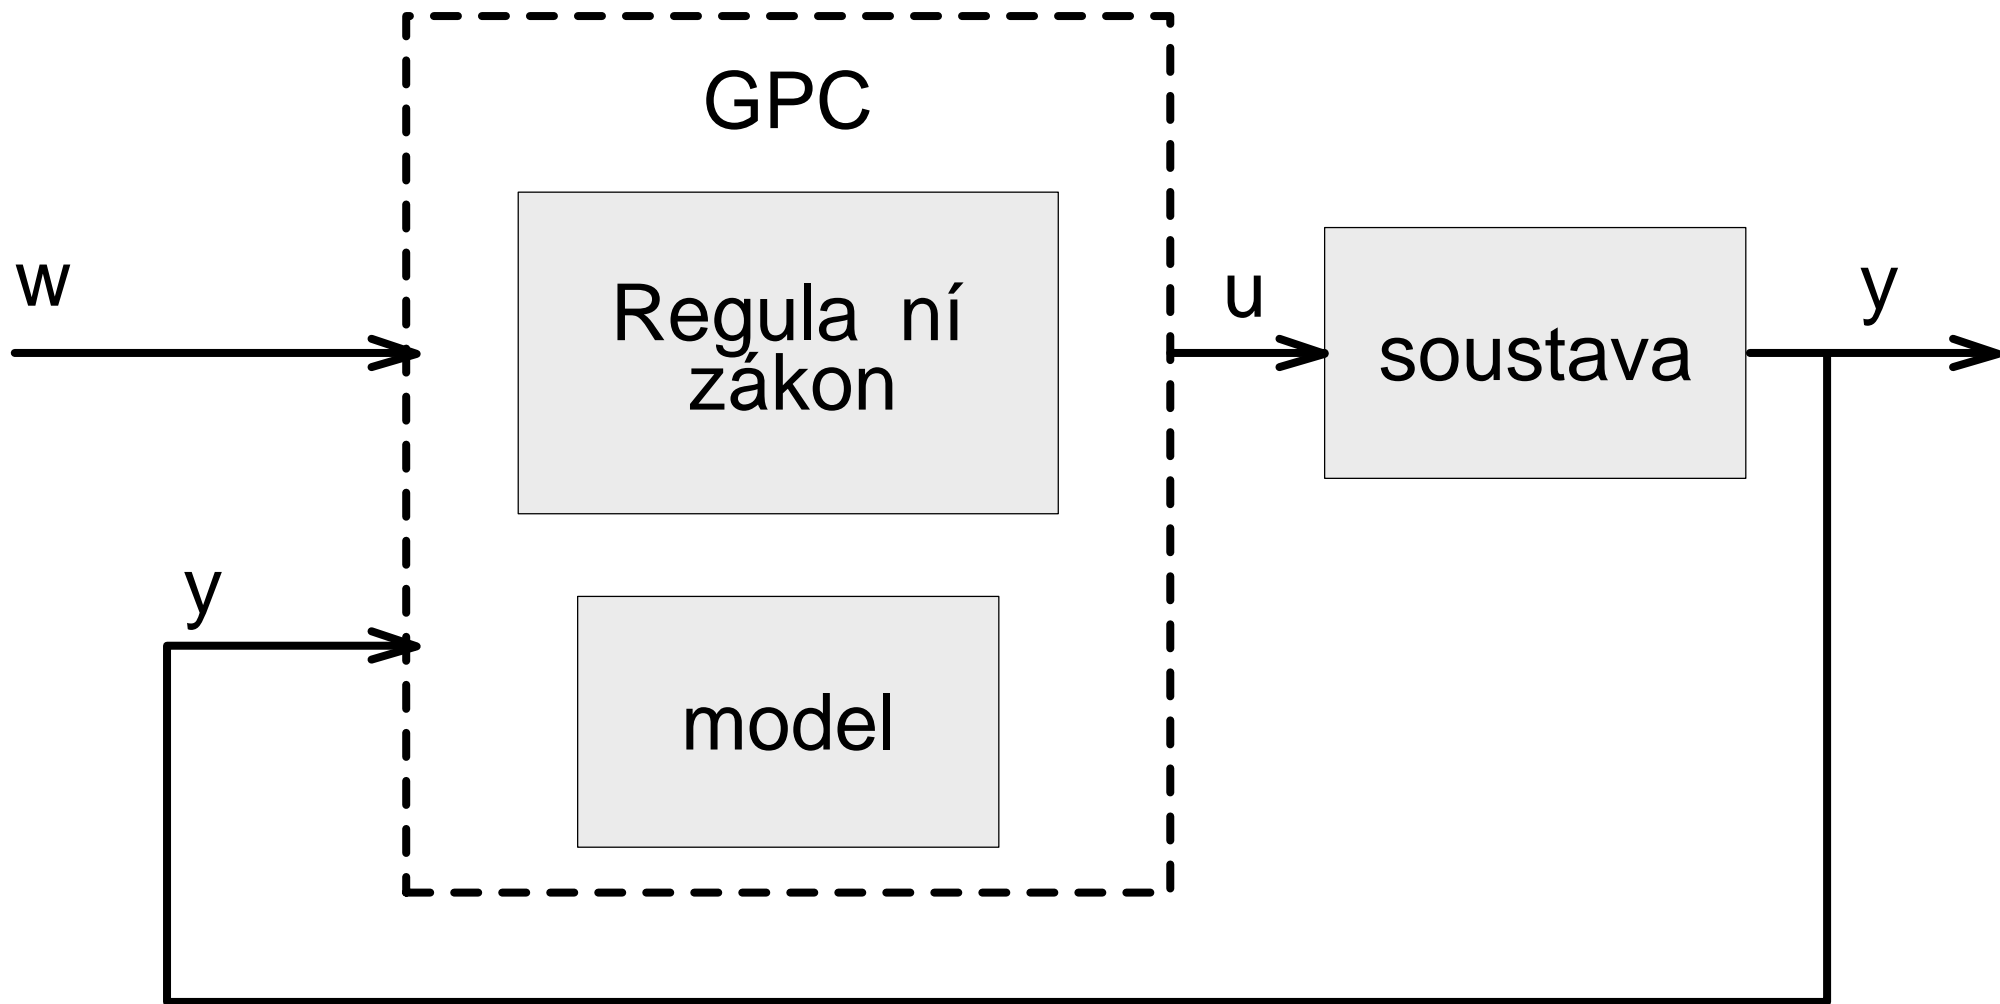 GPC
w
Regula ní
zákon
u
soustava
y
y
model